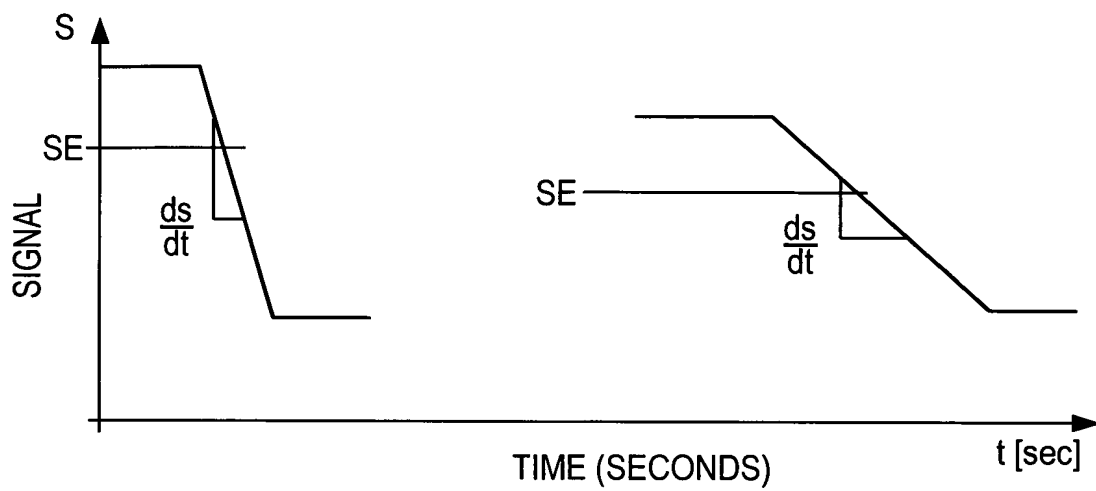 S
SE
SIGNAL
ds
dt
SE
ds
dt
t [sec]
TIME (SECONDS)